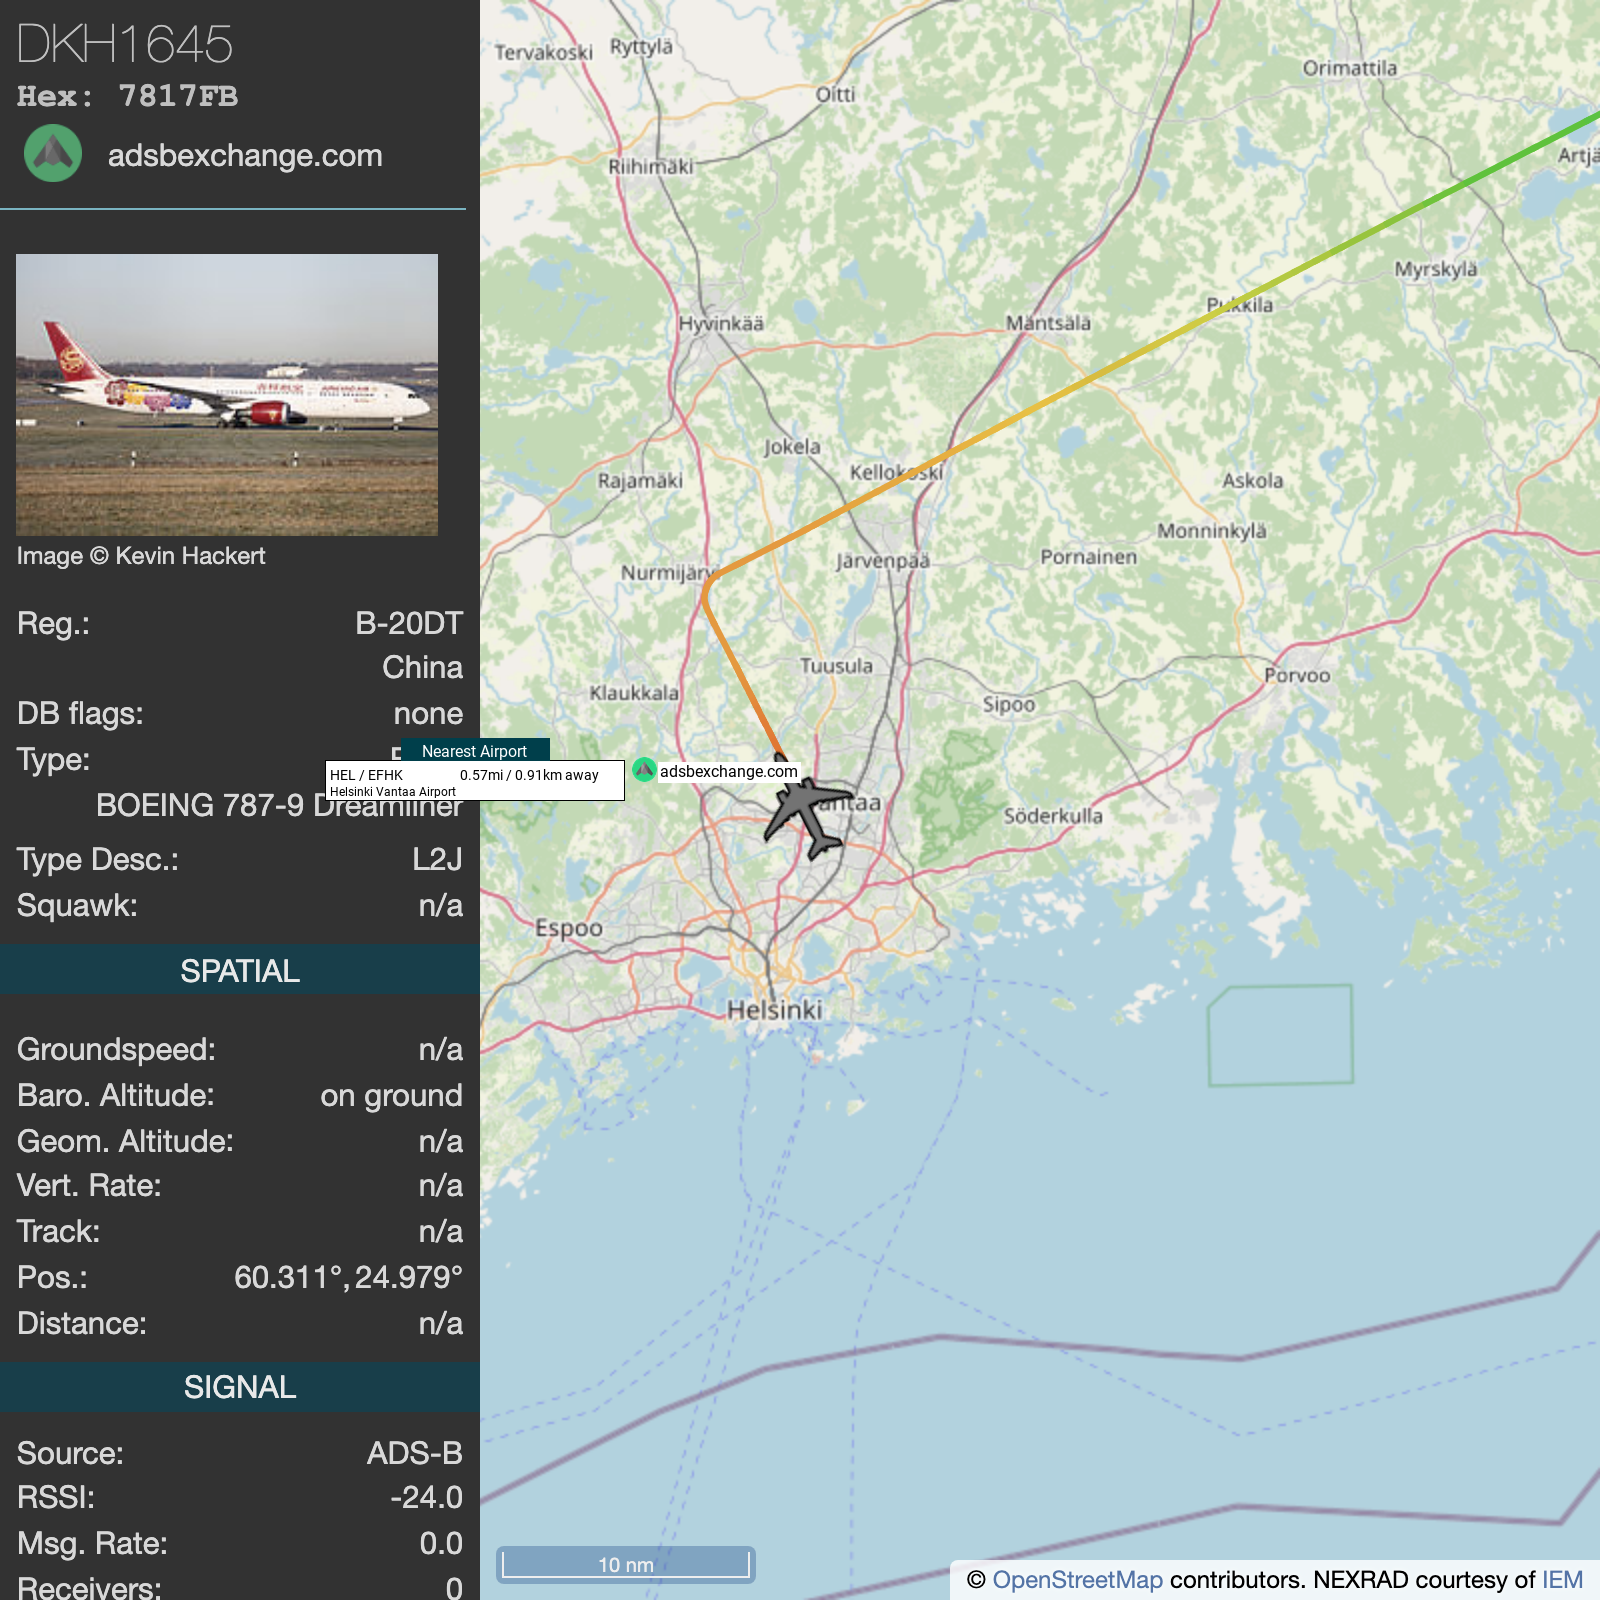 DKH1645
Hex: 7817FB
adsbexchange.com
Image © Kevin Hackert
Reg.: B-20DT
China
DB flags: none
Type:
BOEING 787-9 Dreamliner
Type Desc.: L2J
Squawk: n/a
SPATIAL
Groundspeed: n/a
Baro. Altitude: on ground
Geom. Altitude: n/a
Vert. Rate: n/a
Track: n/a
Pos.: 60.311°, 24.979°
Distance: n/a
SIGNAL
Source: ADS-B
RSSI: -24.0
Msg. Rate: 0.0
Receivers: 0
Nearest Airport
HEL / EFHK 0.57mi / 0.91km away
Helsinki Vantaa Airport
adsbexchange.com
Tervakoski
Ryttylä
Oitti
Orimattila
Riihimäki
Artjä
Myrskylä
Pukkila
Hyvinkää
Mäntsälä
Jokela
Kellokoski
Rajamäki
Askola
Monninkylä
Nurmijärvi
Järvenpää
Pornainen
Tuusula
Porvoo
Klaukkala
Sipoo
Vantaa
Söderkulla
Espoo
Helsinki
10 nm
© OpenStreetMap contributors. NEXRAD courtesy of IEM